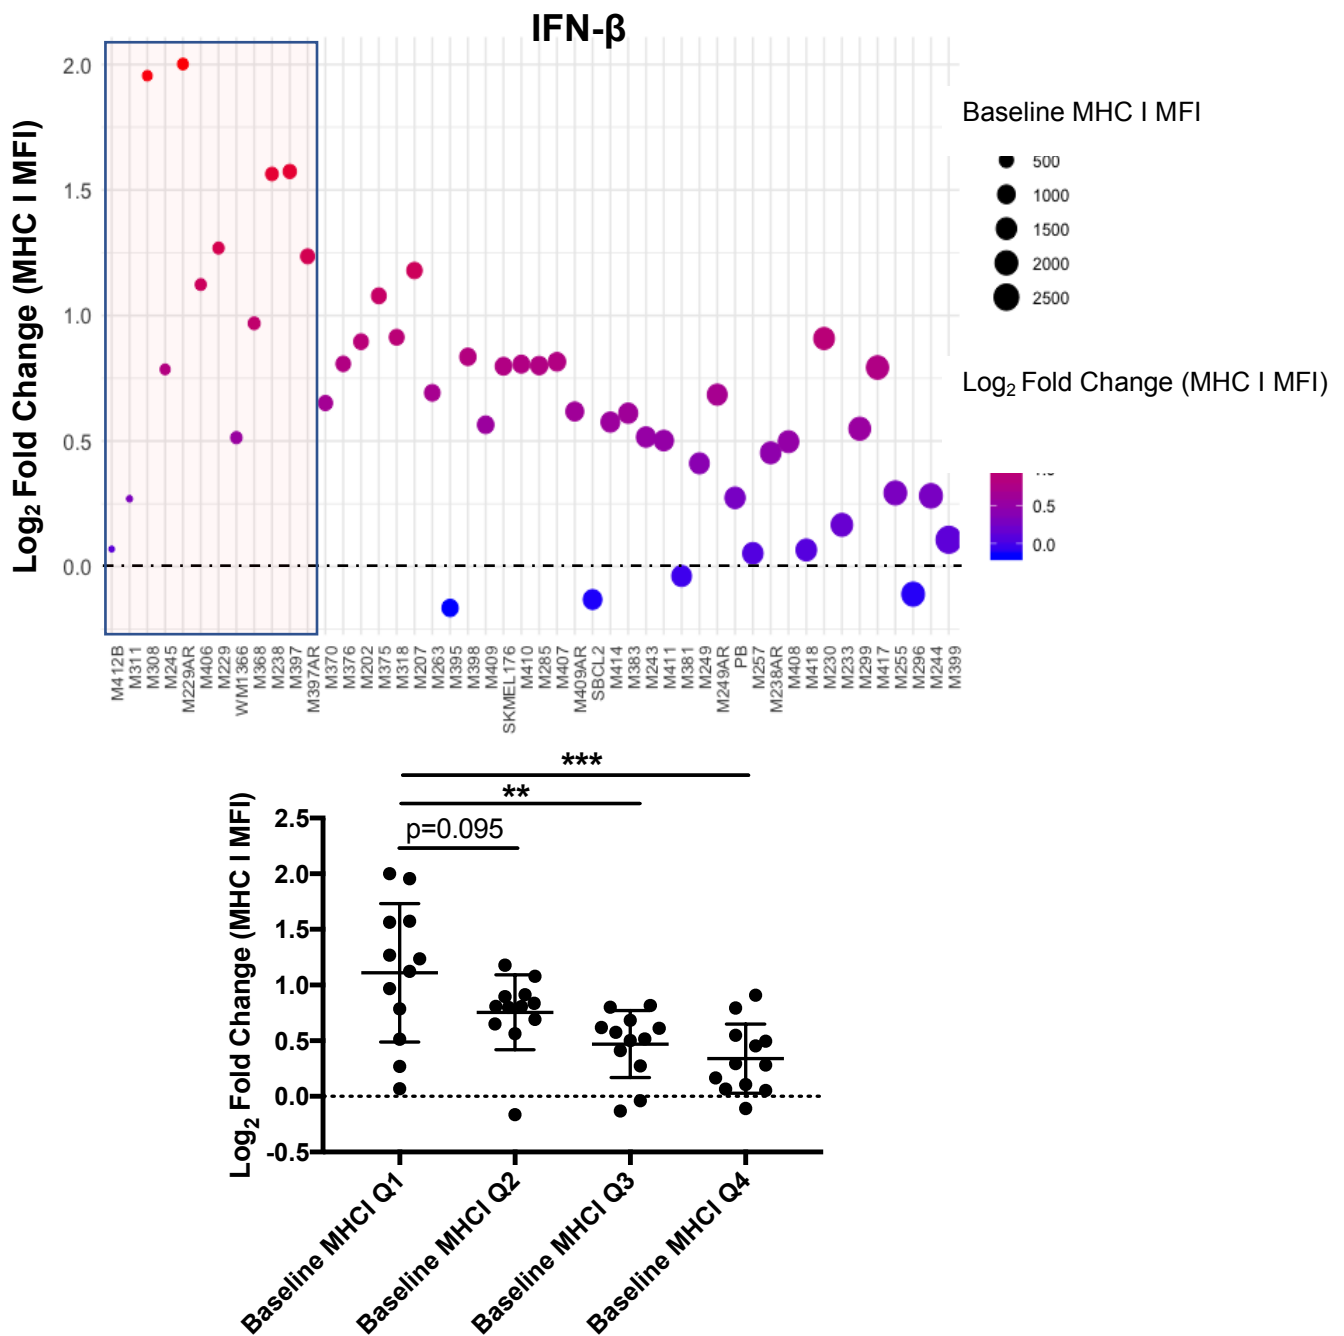 IFN-β
Log₂ Fold Change (MHC I MFI)
2.0
1.5
1.0
0.5
0.0
M412B
M311
M308
M245
M229AR
M406
M229
WM1366
M368
M238
M397
M397AR
M370
M376
M202
M375
M318
M207
M263
M395
M398
M409
SKMEL176
M410
M285
M407
M409AR
SBCL2
M414
M383
M243
M411
M381
M249
M249AR
PB
M257
M238AR
M408
M418
M230
M233
M299
M417
M255
M296
M244
M399
Baseline MHC I MFI
500
1000
1500
2000
2500
Log₂ Fold Change (MHC I MFI)
0.5
0.0
***
**
p=0.095
Log₂ Fold Change (MHC I MFI)
2.5
2.0
1.5
1.0
0.5
0.0
-0.5
Baseline MHCI Q1
Baseline MHCI Q2
Baseline MHCI Q3
Baseline MHCI Q4